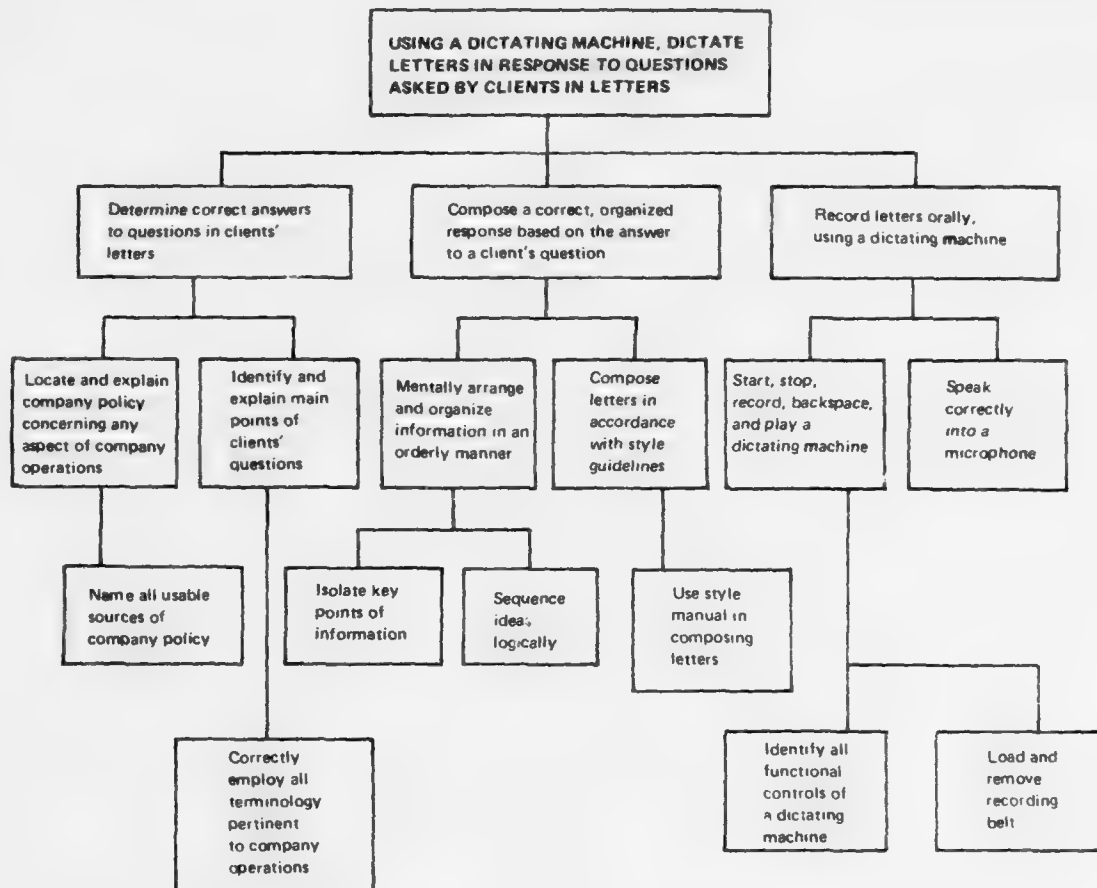 USING A DICTATING MACHINE, DICTATE
LETTERS IN RESPONSE TO QUESTIONS
ASKED BY CLIENTS IN LETTERS
Determine correct answers
to questions in clients'
letters
Compose a correct, organized
response based on the answer
to a client's question
Record letters orally,
using a dictating machine
Locate and explain
company policy
concerning any
aspect of company
operations
Identify and
explain main
points of
clients'
questions
Mentally arrange
and organize
information in an
orderly manner
Compose
letters in
accordance
with style
guidelines
Start, stop,
record, backspace,
and play a
dictating machine
Speak
correctly
into a
microphone
Name all usable
sources of
company policy
Isolate key
points of
information
Sequence
ideas
logically
Use style
manual in
composing
letters
Correctly
employ all
terminology
pertinent
to company
operations
Identify all
functional
controls of
a dictating
machine
Load and
remove
recording
belt